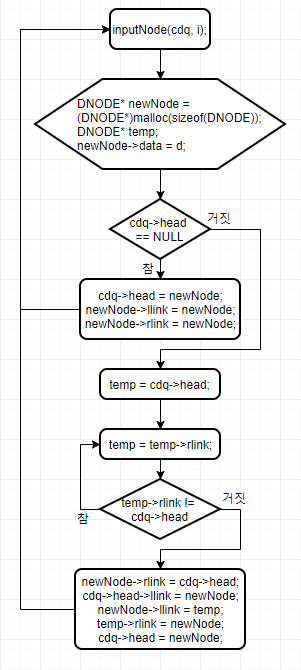 inputNode(cdq, i);
DNODE* newNode =
(DNODE*)malloc(sizeof(DNODE));
DNODE* temp;
newNode->data = d;
cdq->head
== NULL
거짓
참
cdq->head = newNode;
newNode->llink = newNode;
newNode->rlink = newNode;
temp = cdq->head;
temp = temp->rlink;
temp->rlink !=
cdq->head
거짓
참
newNode->rlink = cdq->head;
cdq->head->llink = newNode;
newNode->llink = temp;
temp->rlink = newNode;
cdq->head = newNode;